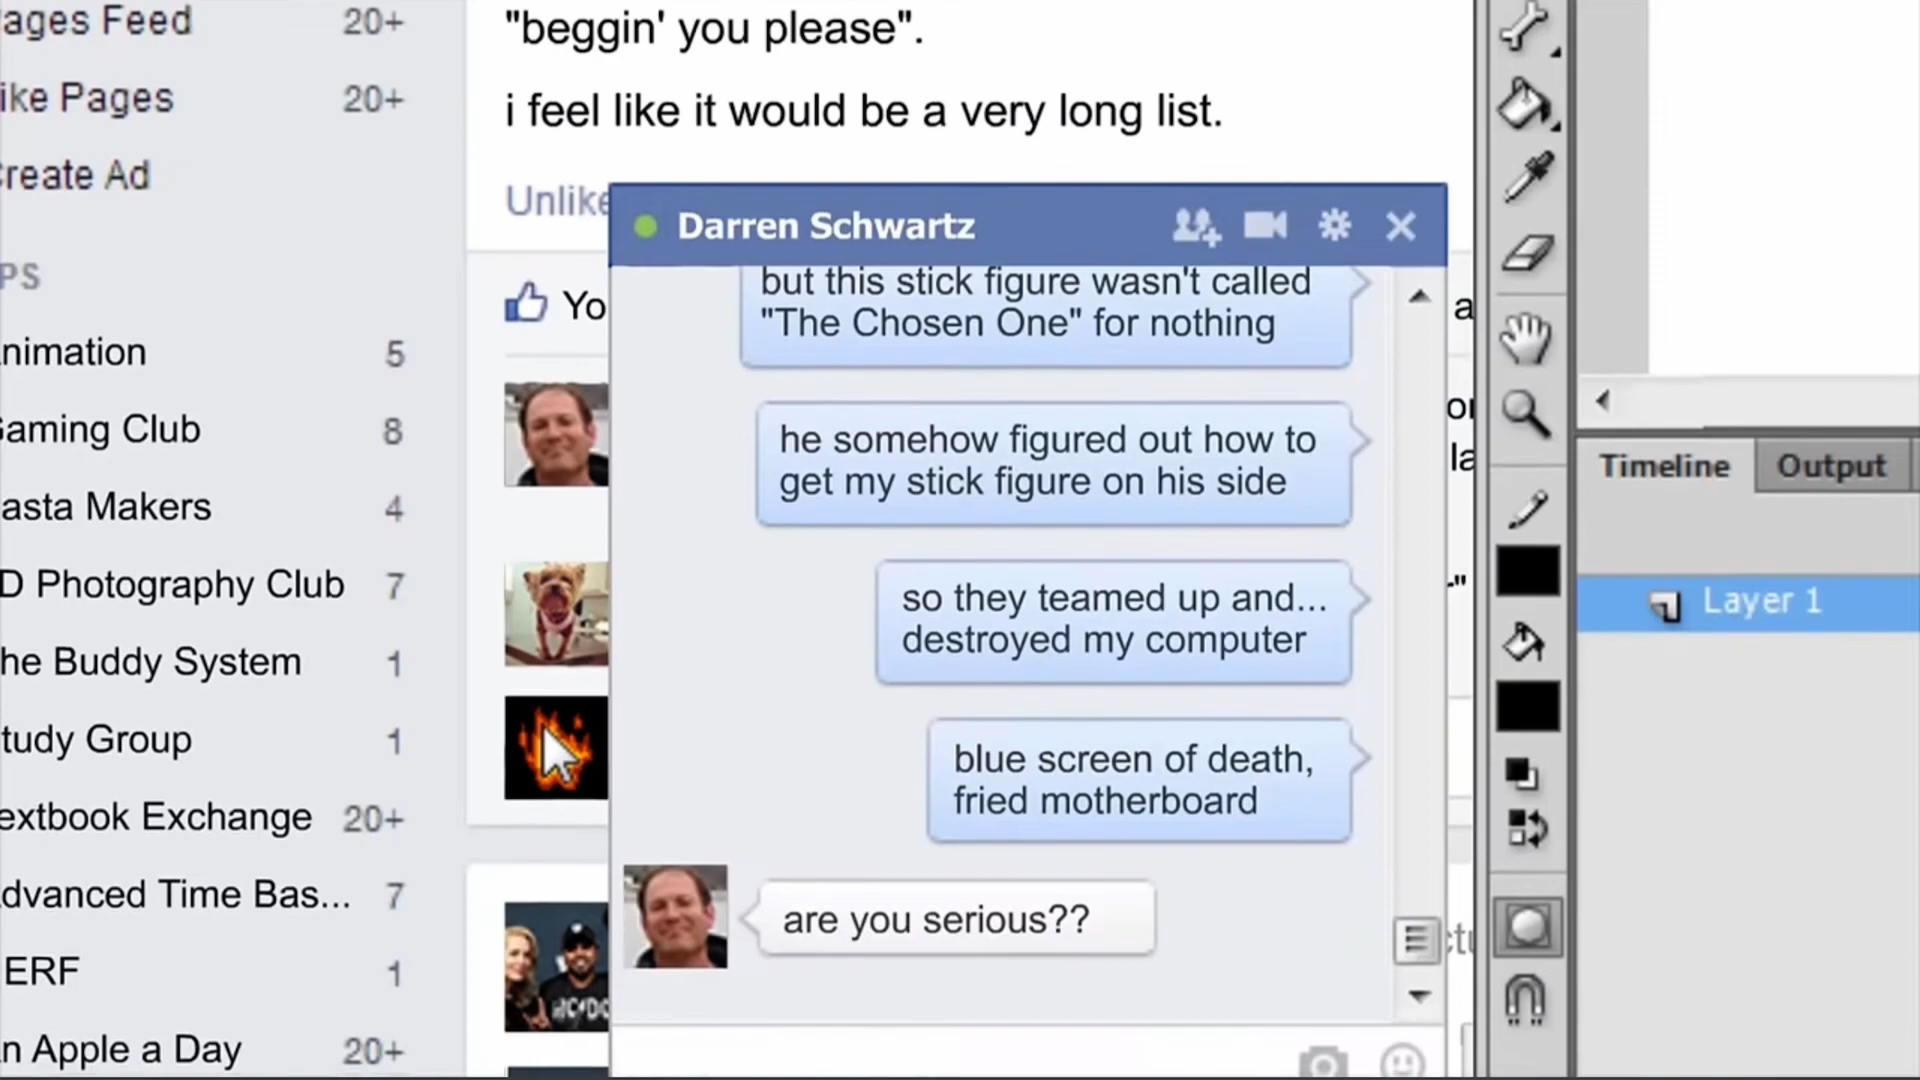 ages Feed 20+
ike Pages 20+
reate Ad
PS
nimation 5
aming Club 8
asta Makers 4
D Photography Club 7
he Buddy System 1
tudy Group 1
extbook Exchange 20+
dvanced Time Bas... 7
ERF 1
n Apple a Day 20+
"beggin' you please".
i feel like it would be a very long list.
Unlike
Yo
Darren Schwartz
but this stick figure wasn't called
"The Chosen One" for nothing
he somehow figured out how to
get my stick figure on his side
so they teamed up and...
destroyed my computer
blue screen of death,
fried motherboard
are you serious??
Timeline Output
Layer 1